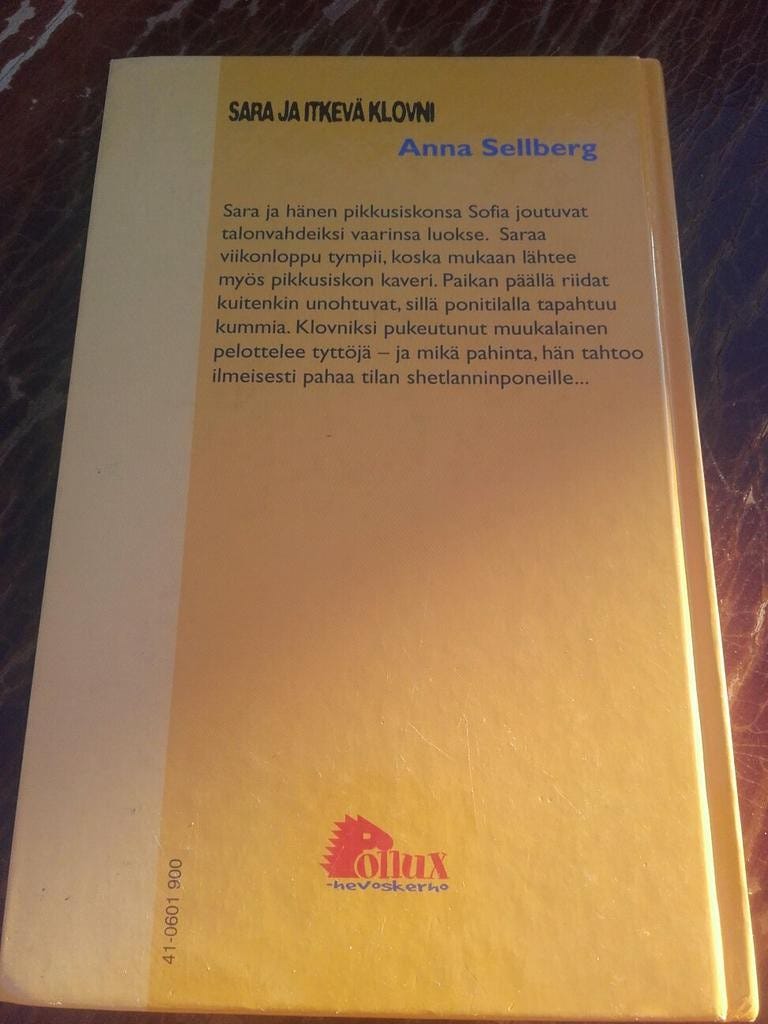 SARA JA ITKEVÄ KLOVNI
Anna Sellberg
Sara ja hänen pikkusiskonsa Sofia joutuvat
talonvahdeiksi vaarinsa luokse. Saraa
viikonloppu tympii, koska mukaan lähtee
myös pikkusiskon kaveri. Paikan päällä riidat
kuitenkin unohtuvat, sillä ponitilalla tapahtuu
kummia. Klovniksi pukeutunut muukalainen
pelottelee tyttöjä – ja mikä pahinta, hän tahtoo
ilmeisesti pahaa tilan shetlanninponeille...
Pollux
-hevoskerho
41-0601 900